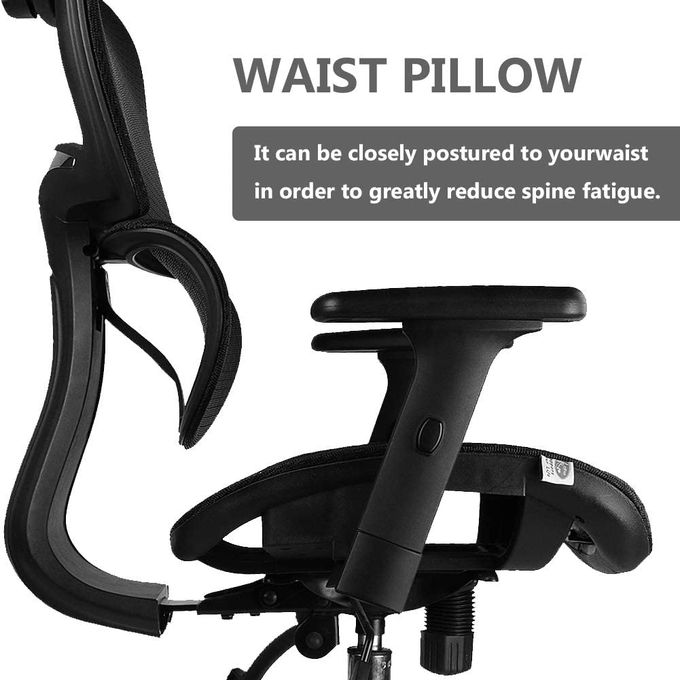 WAIST PILLOW
It can be closely postured to yourwaist
in order to greatly reduce spine fatigue.